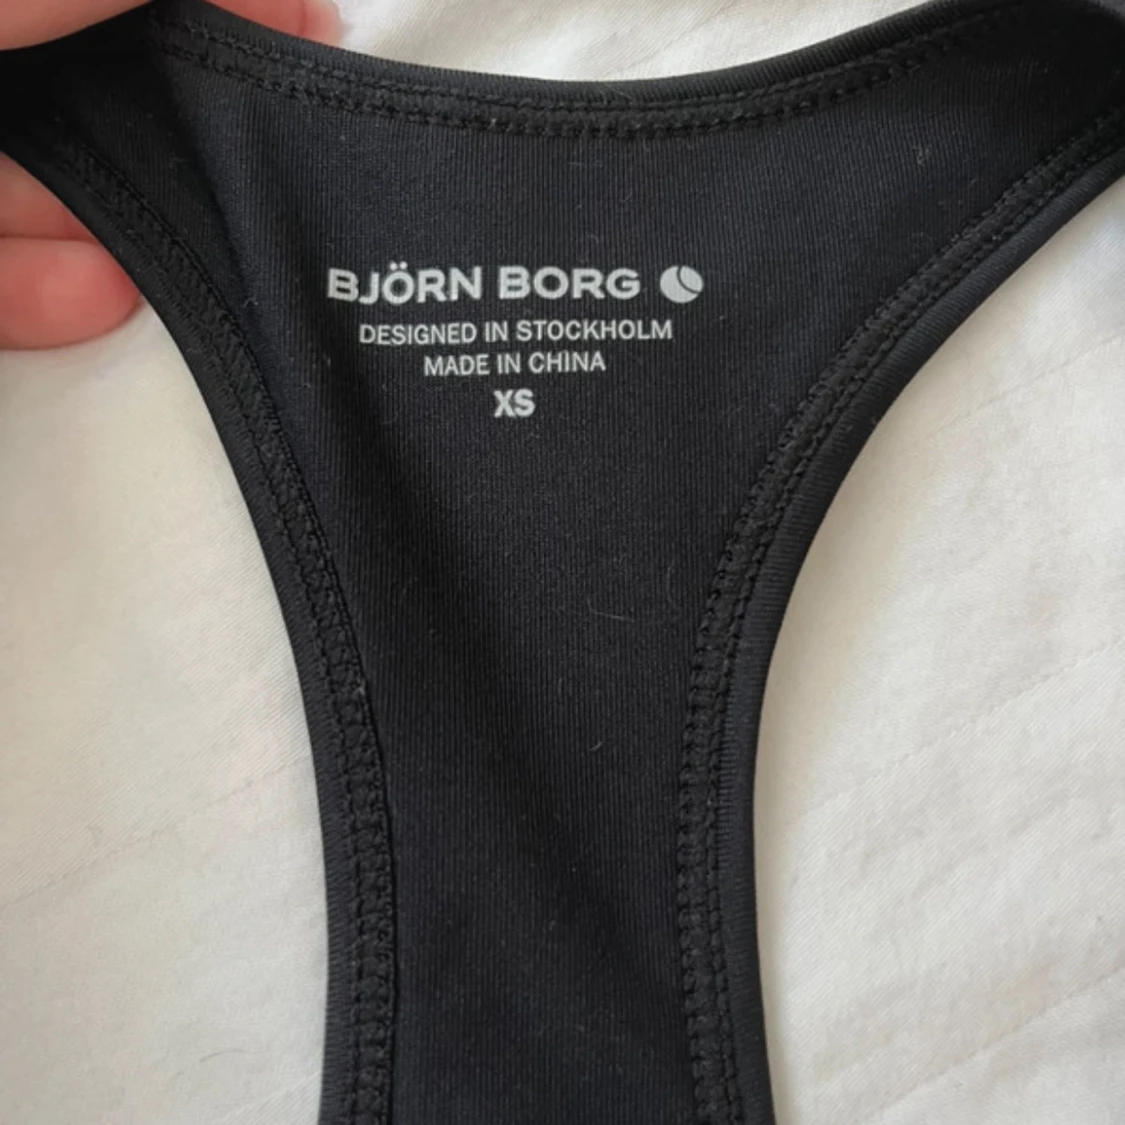 BJÖRN BORG
DESIGNED IN STOCKHOLM
MADE IN CHINA
XS